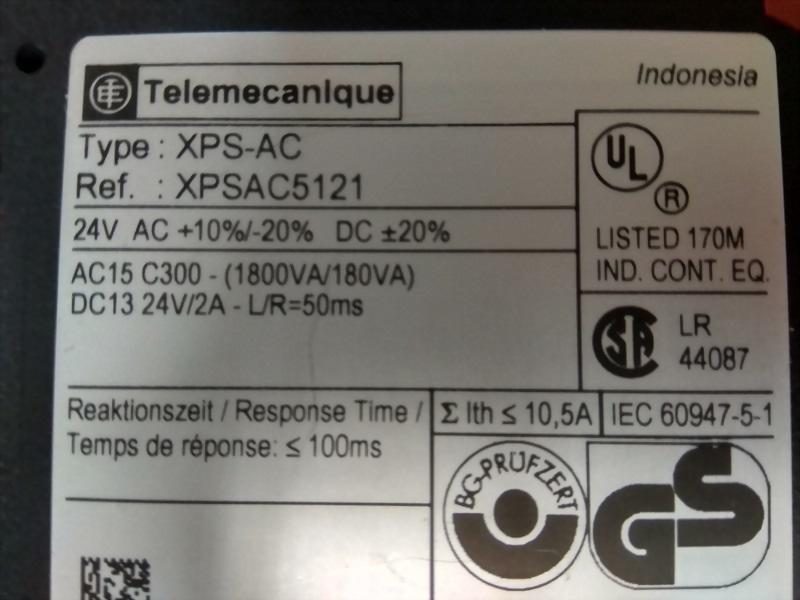 Telemecanique
Indonesia
Type : XPS-AC
Ref. : XPSAC5121
24V AC +10%/-20% DC ±20%
AC15 C300 - (1800VA/180VA)
DC13 24V/2A - L/R=50ms
UL
R
LISTED 170M
IND. CONT. EQ.
SA
LR
44087
Reaktionszeit / Response Time /
Temps de réponse: ≤ 100ms
Σ Ith ≤ 10,5A
IEC 60947-5-1
BG-PRÜFZERT
GS